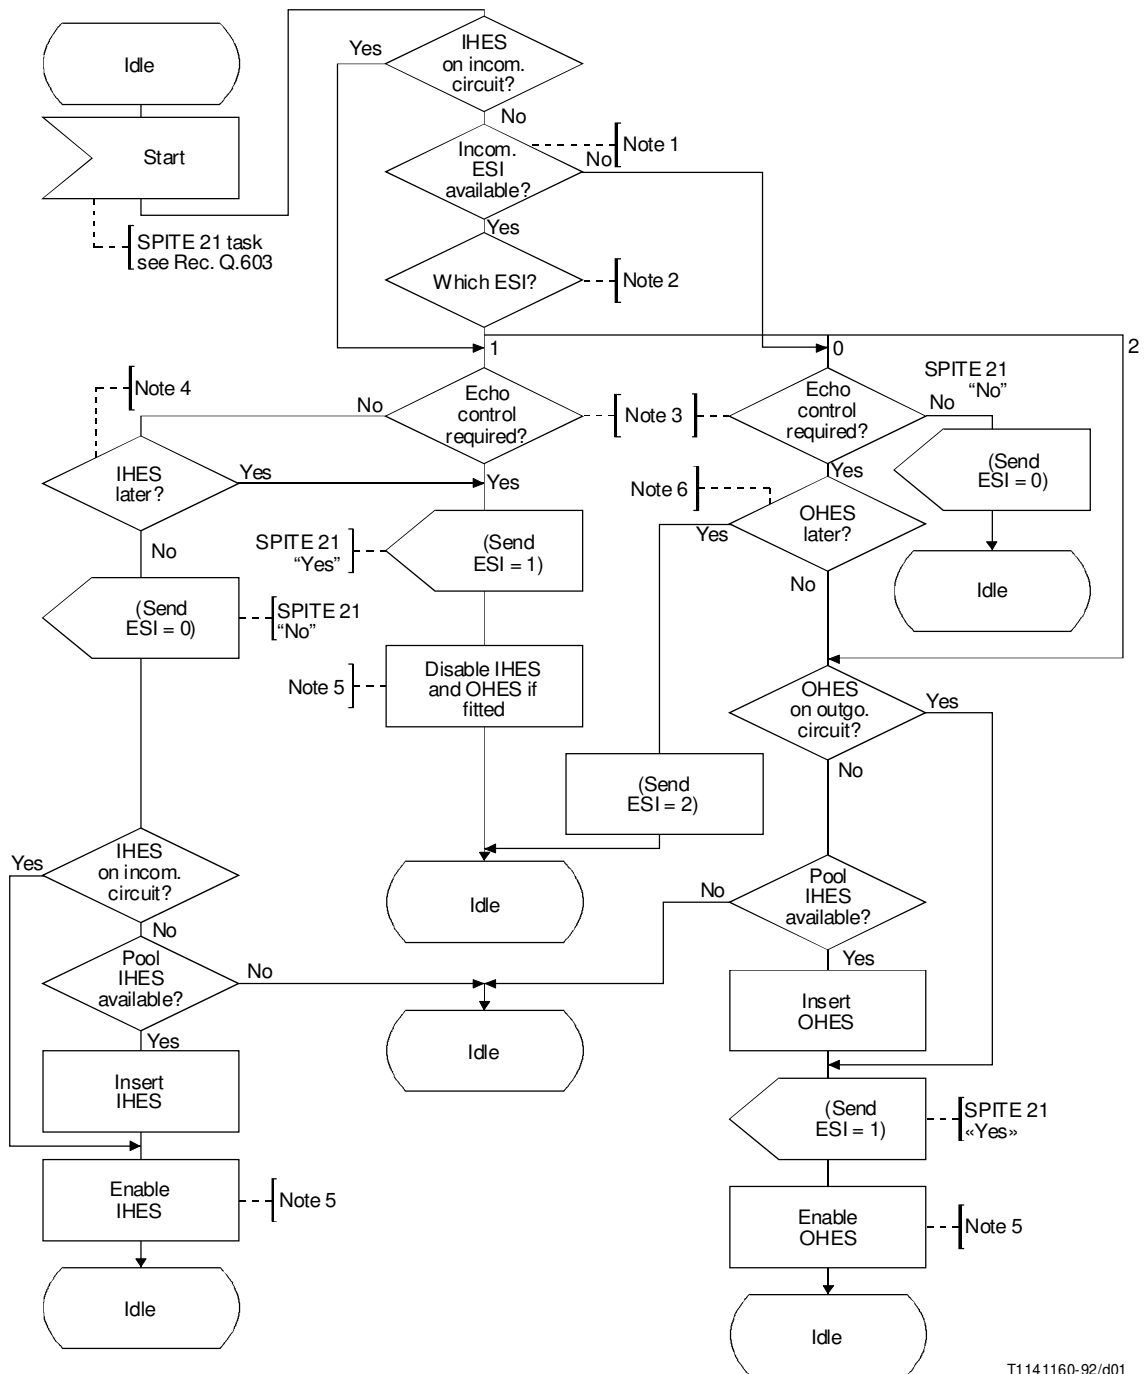 Idle
Start
SPITE 21 task
see Rec. Q.603
IHES
on incom.
circuit?
Yes
No
Note 1
Incom.
ESI
available?
No
Yes
Which ESI?
Note 2
1
0
2
Note 4
No
Echo
control
required?
Note 3
Echo
control
required?
SPITE 21
“No”
No
(Send
ESI = 0)
Idle
IHES
later?
Yes
Yes
Yes
Note 6
OHES
later?
Yes
No
No
SPITE 21
“Yes”
(Send
ESI = 1)
(Send
ESI = 0)
SPITE 21
“No”
Note 5
Disable IHES
and OHES if
fitted
OHES
on outgo.
circuit?
Yes
No
(Send
ESI = 2)
Idle
IHES
on incom.
circuit?
Yes
No
Pool
IHES
available?
No
Yes
Pool
IHES
available?
No
Yes
Idle
Insert
IHES
Insert
OHES
(Send
ESI = 1)
SPITE 21
«Yes»
Enable
IHES
Note 5
Enable
OHES
Note 5
Idle
Idle
T1141160-92/d01